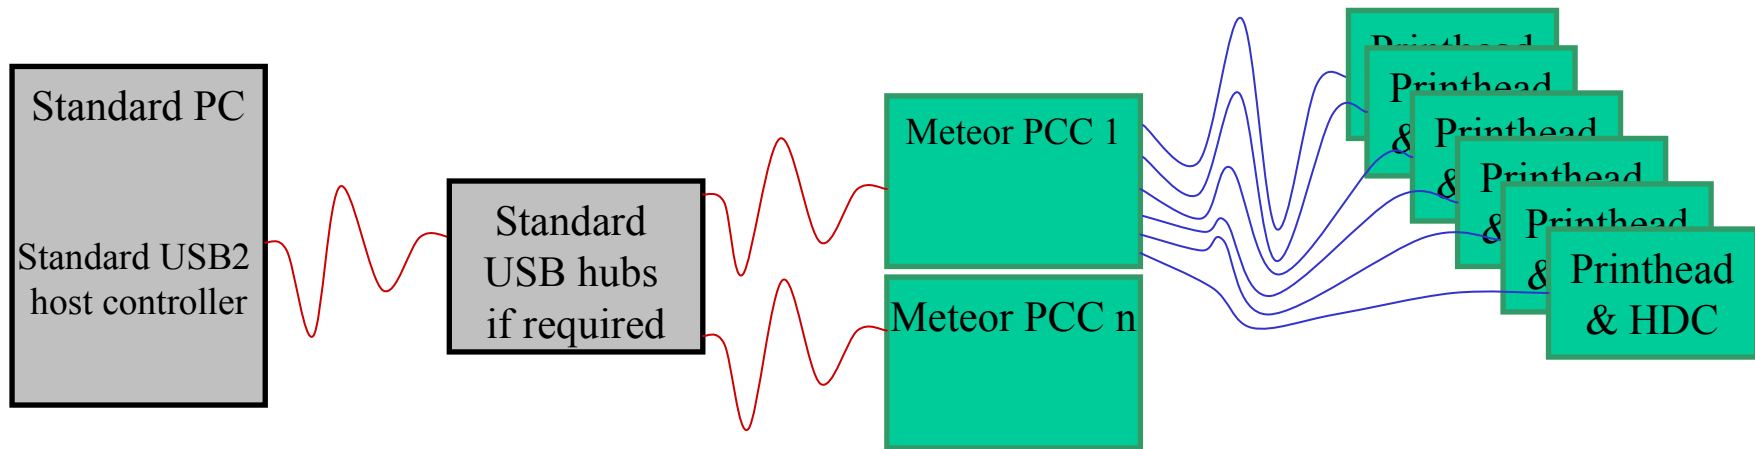 Standard PC
Standard USB2
host controller
Standard
USB hubs
if required
Meteor PCC 1
Meteor PCC n
Printhead
Printhead
&
Printhead
&
Printhead
&
Printhead
&
Printhead
& HDC